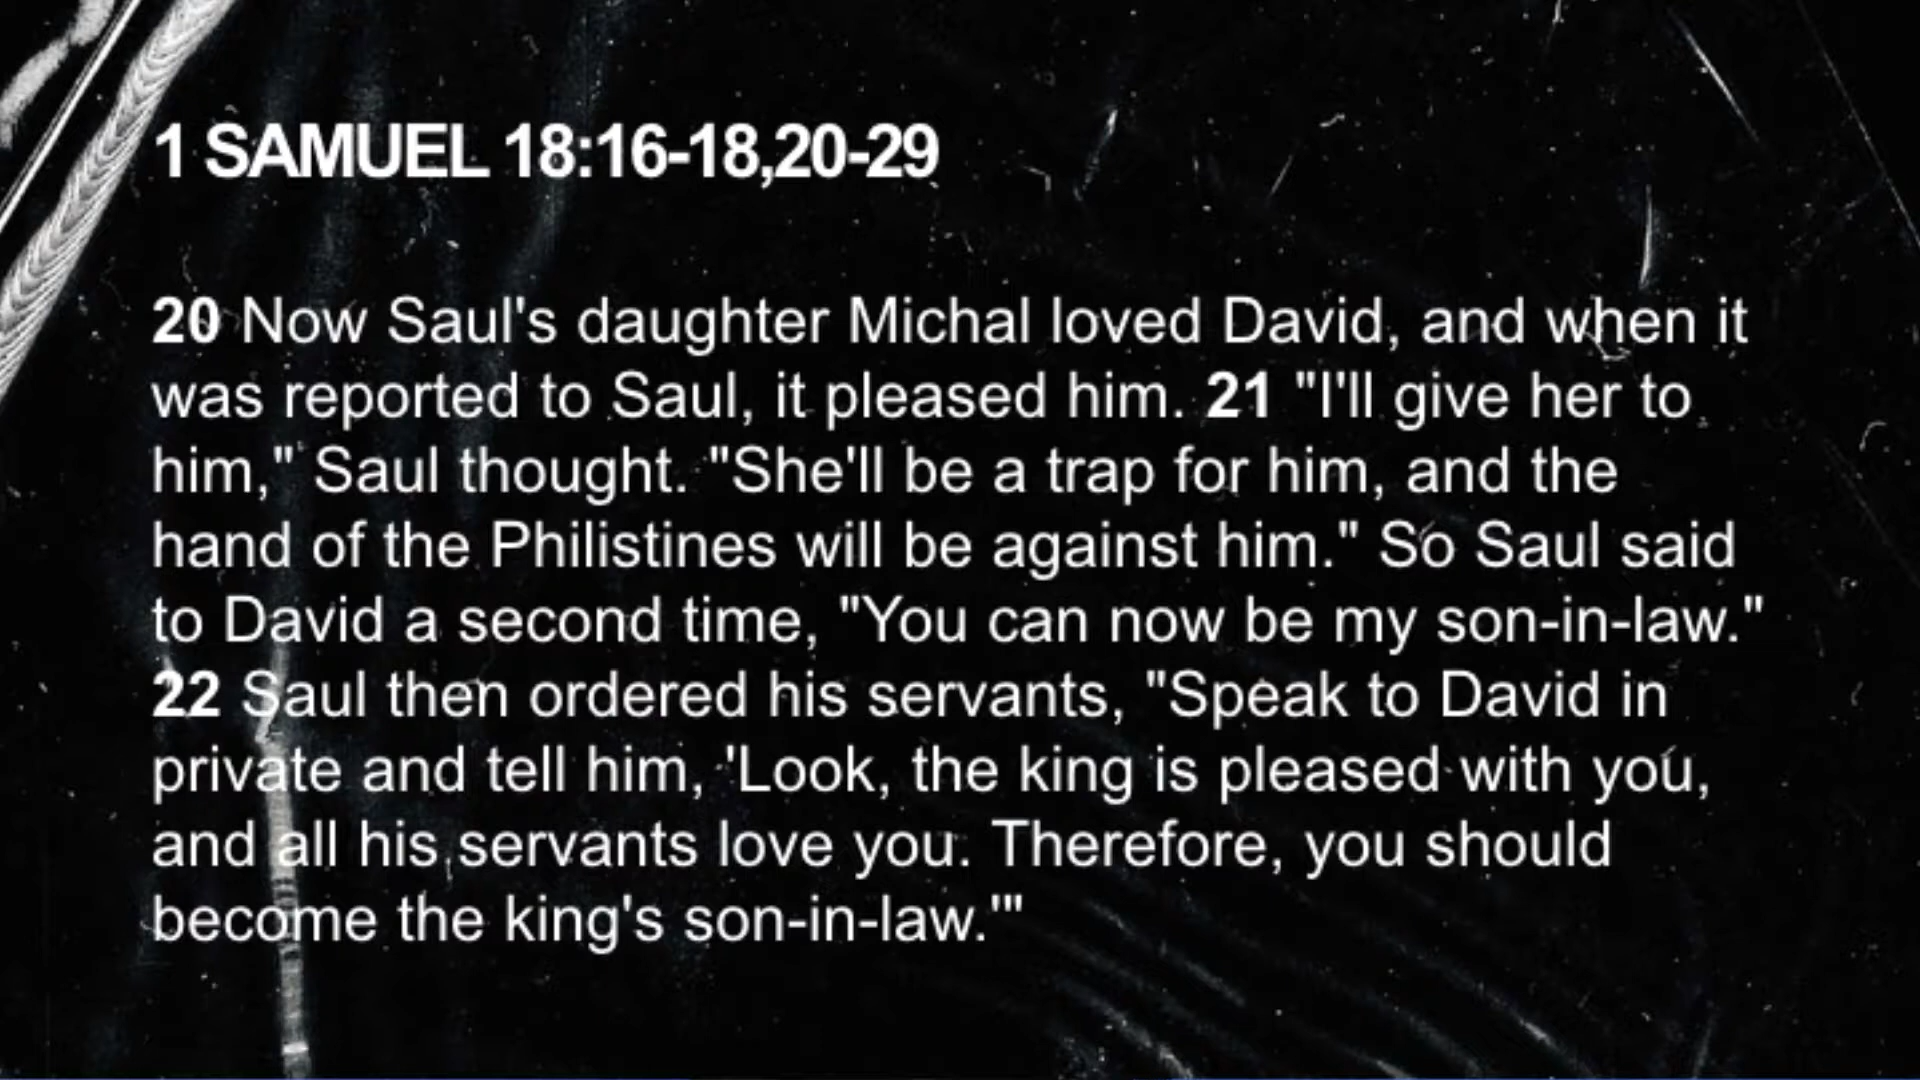 1 SAMUEL 18:16-18,20-29
20 Now Saul's daughter Michal loved David, and when it
was reported to Saul, it pleased him. 21 "I'll give her to
him," Saul thought. "She'll be a trap for him, and the
hand of the Philistines will be against him." So Saul said
to David a second time, "You can now be my son-in-law."
22 Saul then ordered his servants, "Speak to David in
private and tell him, 'Look, the king is pleased with you,
and all his servants love you. Therefore, you should
become the king's son-in-law.'"